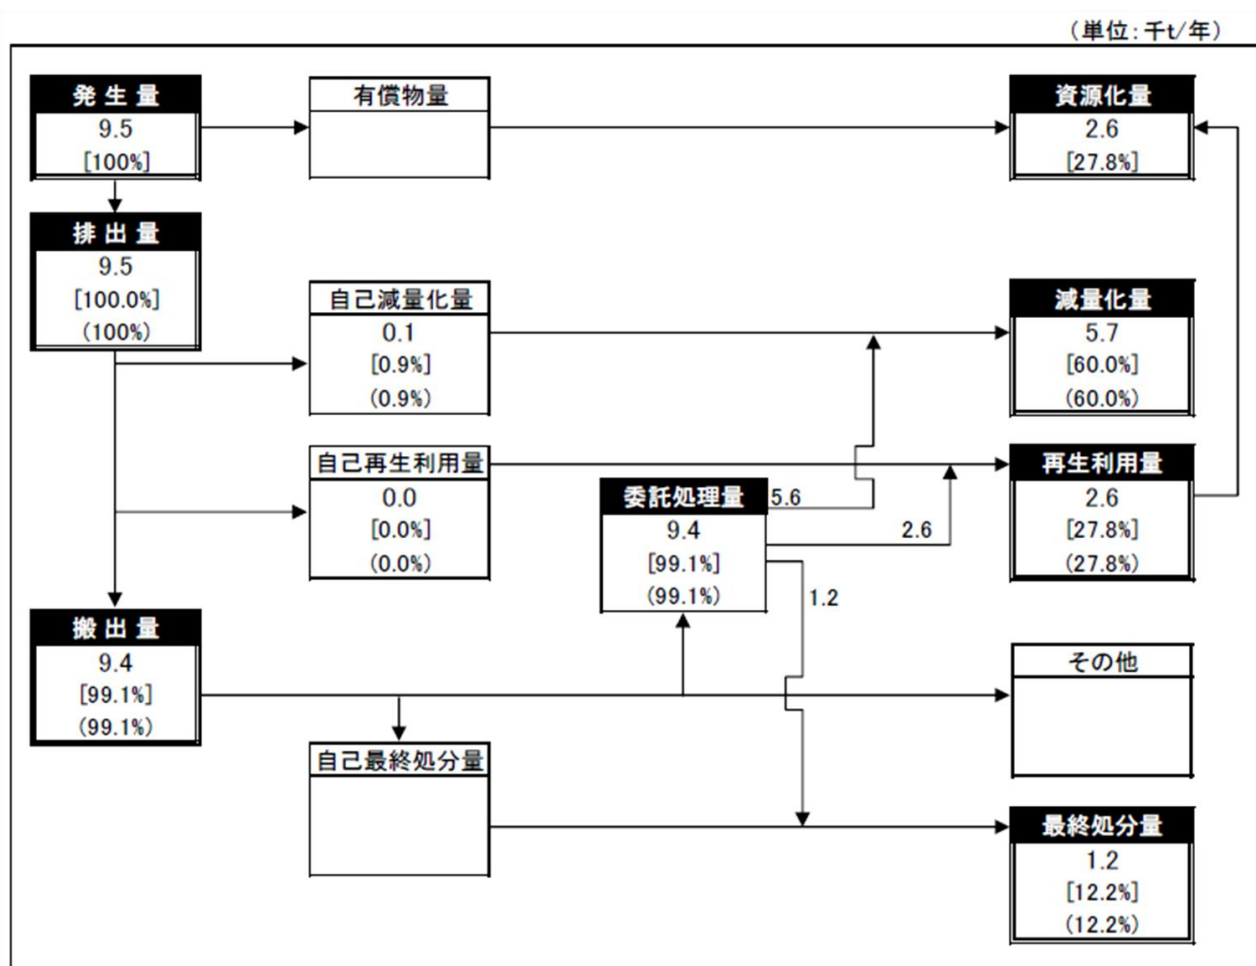 （単位：千t/年）
発生量
9.5
[100%]
有償物量
資源化量
2.6
[27.8%]
排出量
9.5
[100.0%]
(100%)
自己減量化量
0.1
[0.9%]
(0.9%)
減量化量
5.7
[60.0%]
(60.0%)
自己再生利用量
0.0
[0.0%]
(0.0%)
委託処理量
9.4
[99.1%]
(99.1%)
5.6
2.6
1.2
再生利用量
2.6
[27.8%]
(27.8%)
搬出量
9.4
[99.1%]
(99.1%)
その他
自己最終処分量
最終処分量
1.2
[12.2%]
(12.2%)